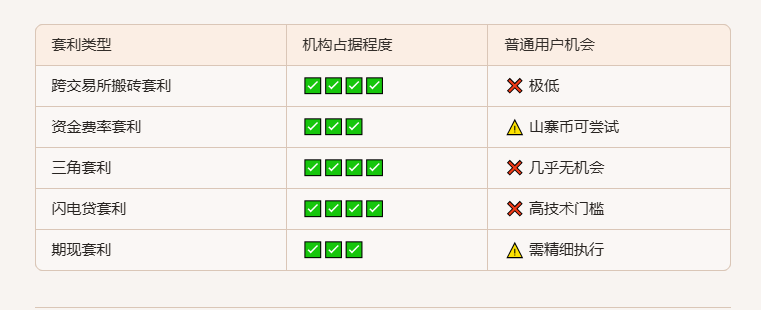 套利类型 机构占据程度 普通用户机会
跨交易所搬砖套利 ✅✅✅✅ ❌ 极低
资金费率套利 ✅✅✅ ⚠️ 山寨币可尝试
三角套利 ✅✅✅✅ ❌ 几乎无机会
闪电贷套利 ✅✅✅✅ ❌ 高技术门槛
期现套利 ✅✅✅ ⚠️ 需精细执行